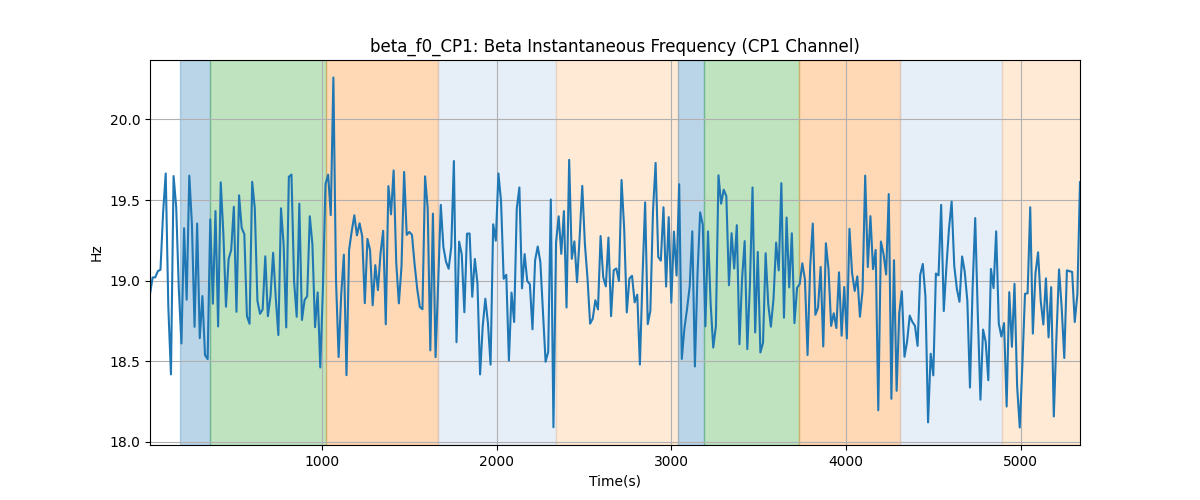 beta_f0_CP1: Beta Instantaneous Frequency (CP1 Channel)
20.0
19.5
19.0
18.5
18.0
Hz
1000 2000 3000 4000 5000
Time(s)